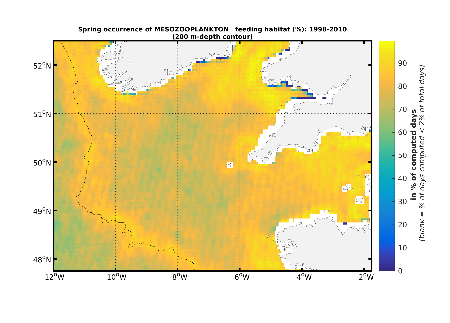 Spring occurrence of MESOZOOPLANKTON feeding habitat (%): 1998-2010
(200 m-depth contour)
52°N
51°N
50°N
49°N
48°N
12°W 10°W 8°W 6°W 4°W 2°W
90
80
70
60
50
40
30
20
10
0
in % of computed days
(blank = % of days computed < 2% of total days)